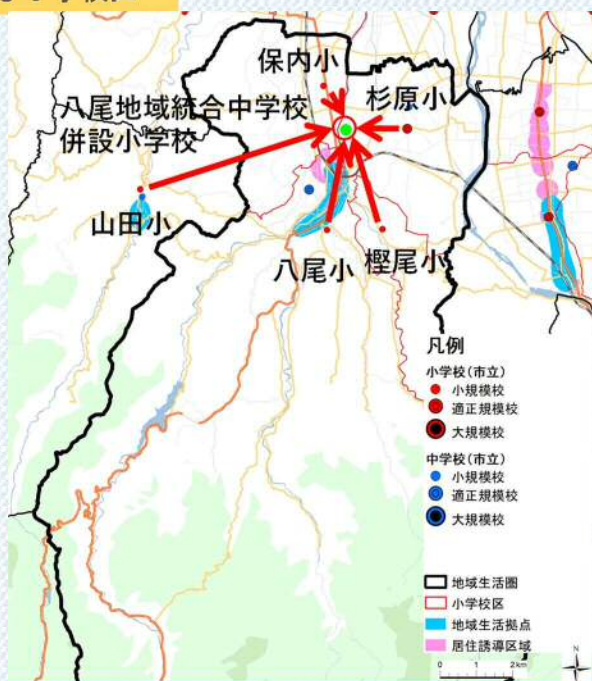 保内小
八尾地域統合中学校
併設小学校
杉原小
山田小
八尾小
樫尾小
凡例
小学校(市立)
小規模校
適正規模校
大規模校
中学校(市立)
小規模校
適正規模校
大規模校
地域生活圏
小学校区
地域生活拠点
居住誘導区域
N
0 1 2km